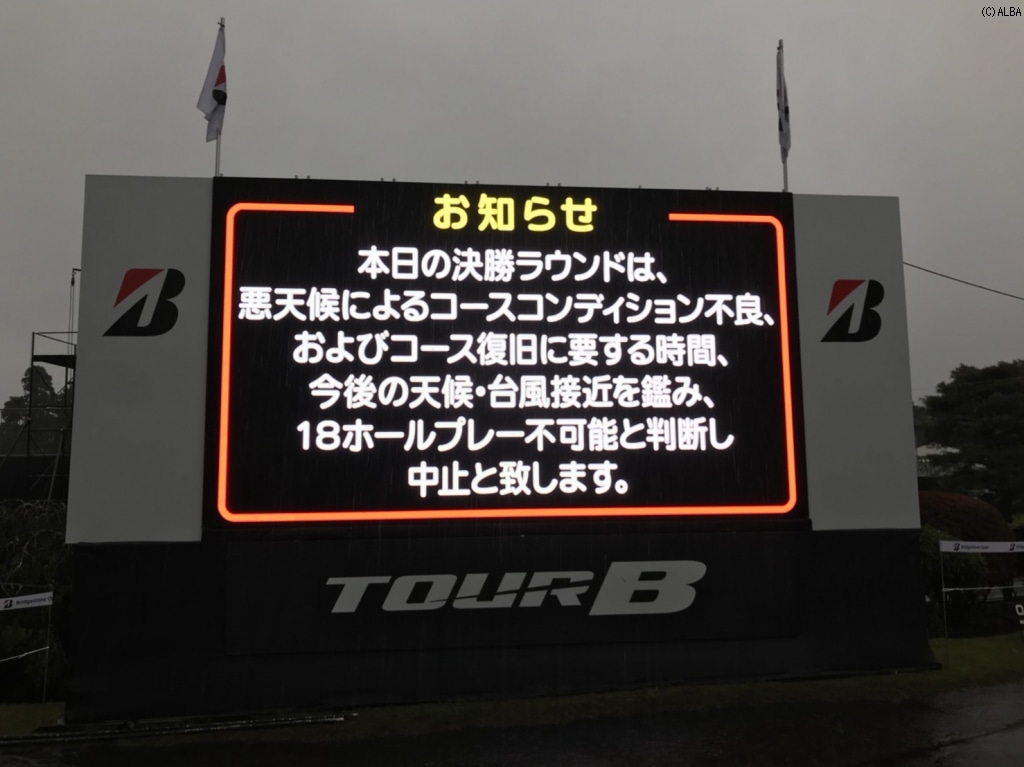 (C)ALBA
お知らせ
本日の決勝ラウンドは、
悪天候によるコースコンディション不良、
およびコース復旧に要する時間、
今後の天候・台風接近を鑑み、
18ホールプレー不可能と判断し
中止と致します。
B
B
TOUR B